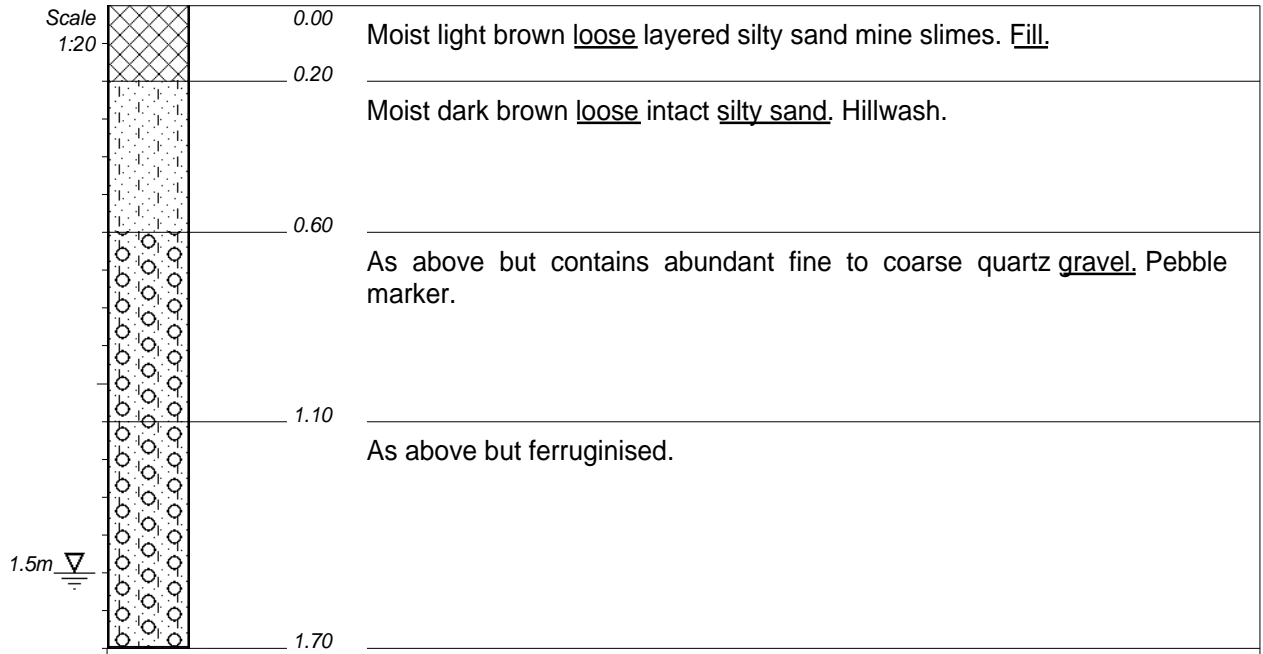 Scale
1:20
0.00
Moist light brown loose layered silty sand mine slimes. Fill.
0.20
Moist dark brown loose intact silty sand. Hillwash.
0.60
As above but contains abundant fine to coarse quartz gravel. Pebble
marker.
1.10
As above but ferruginised.
1.5m
1.70